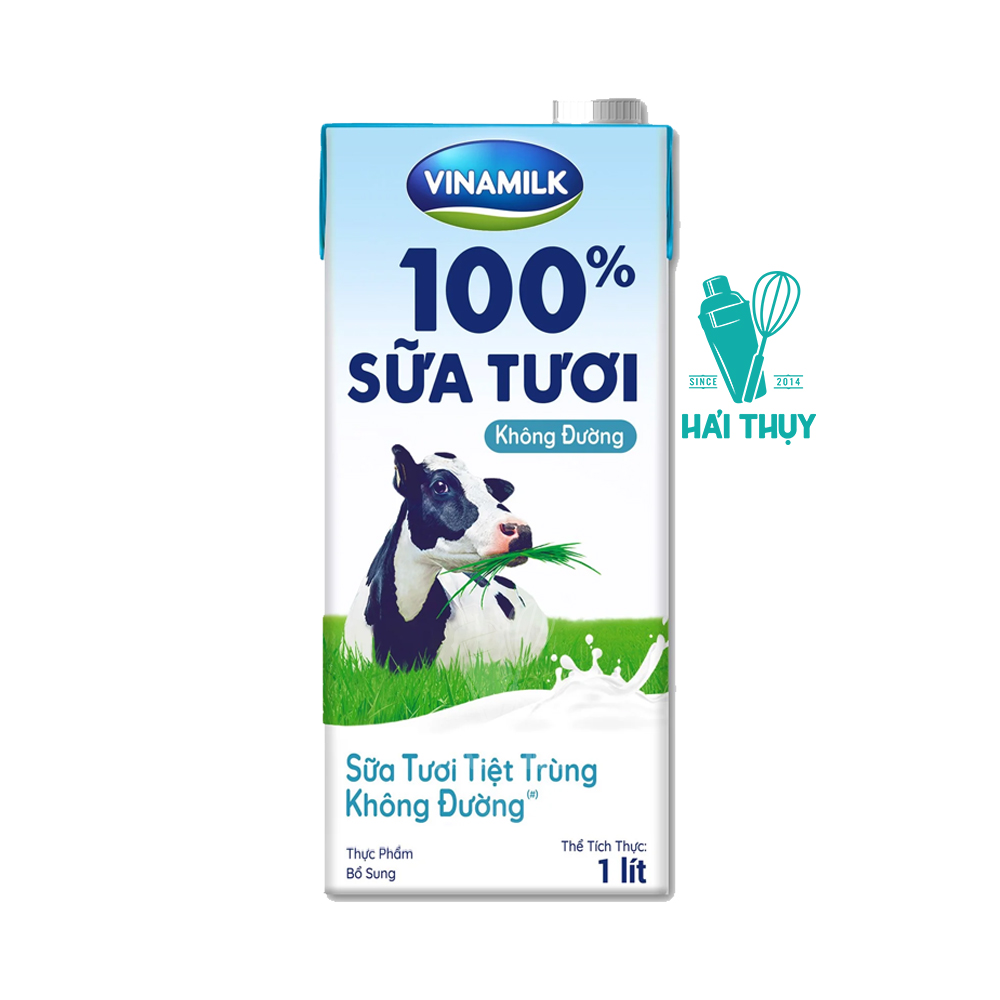 VINAMILK
100%
SỮA TƯƠI
Không Đường
SINCE 2014
HẢI THỤY
Sữa Tươi Tiệt Trùng
Không Đường(#)
Thực Phẩm
Bổ Sung
Thể Tích Thực:
1 lít